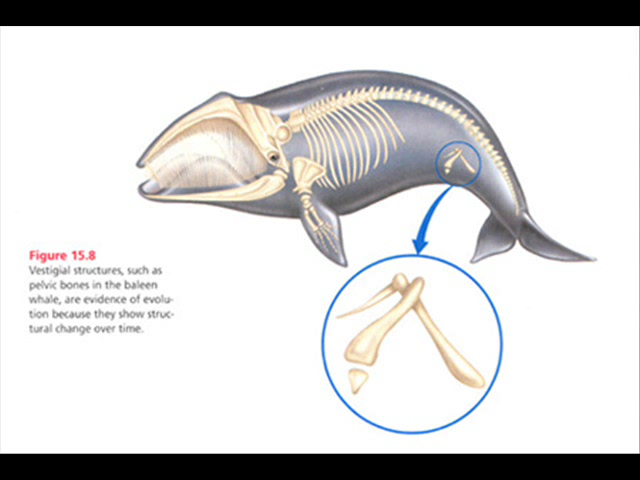 Figure 15.8
Vestigial structures, such as
pelvic bones in the baleen
whale, are evidence of evolu-
tion because they show struc-
tural change over time.